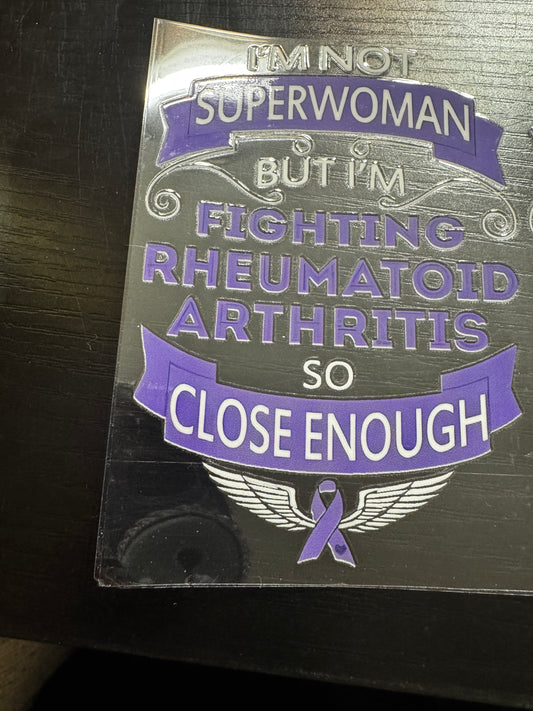 I'M NOT
SUPERWOMAN
BUT I'M
FIGHTING
RHEUMATOID
ARTHRITIS
SO
CLOSE ENOUGH